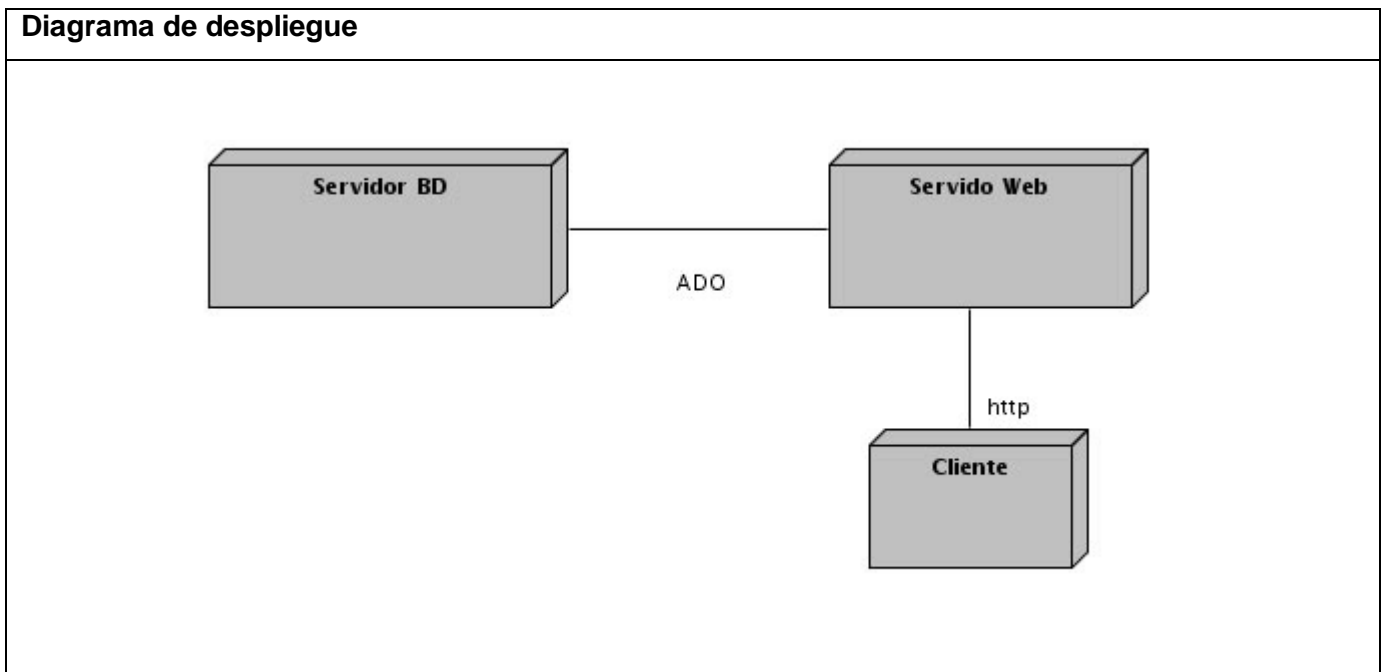 Diagrama de despliegue
Servidor BD
Servido Web
ADO
http
Cliente